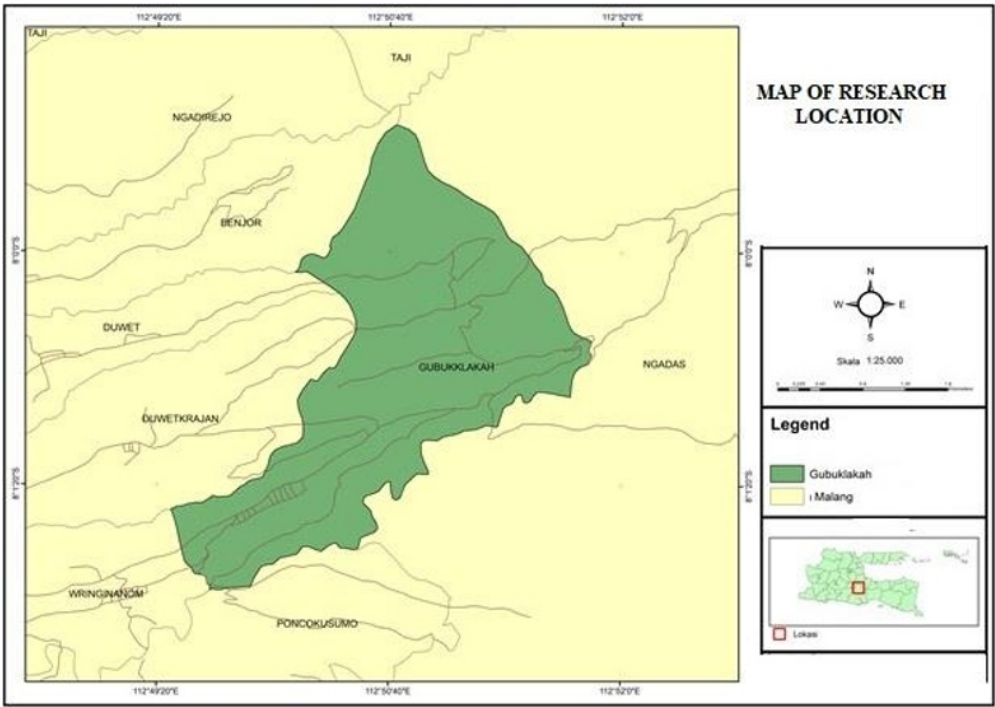 112°49'20"E 112°50'40"E 112°52'0"E
TAJI
TAJI
NGADIREJO
BENJOR
8°0'0"S
8°0'0"S
DUWET
GUBUKKLAKAH
NGADAS
DUWETKRAJAN
8°1'20"S
8°1'20"S
WRINGINANOM
PONCOKUSUMO
112°49'20"E 112°50'40"E 112°52'0"E
MAP OF RESEARCH
LOCATION
N
W E
S
Skala 1:25.000
Legend
Gubuklakah
Malang
Lokasi